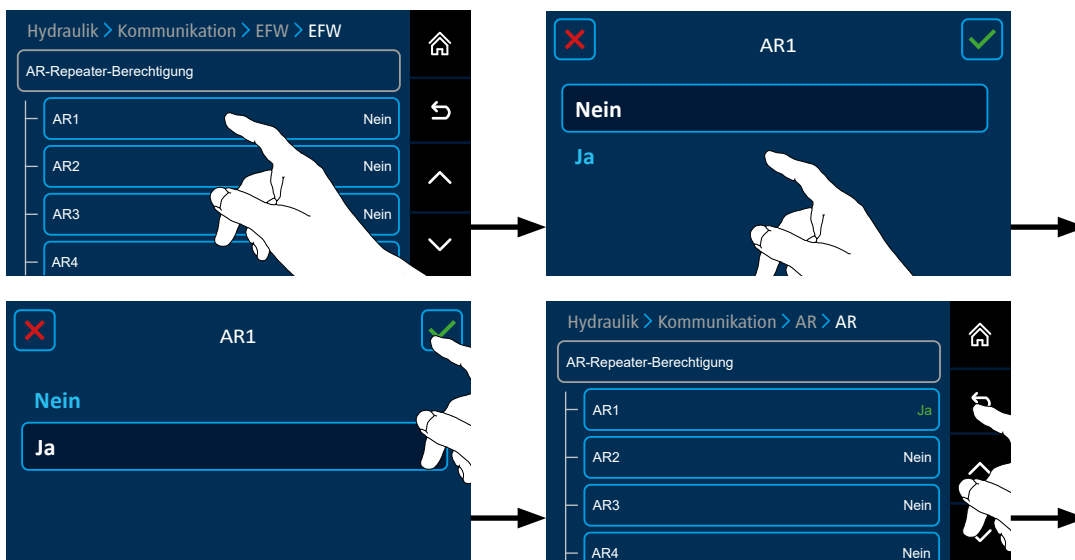 Hydraulik > Kommunikation > EFW > EFW
AR-Repeater-Berechtigung
AR1 Nein
AR2 Nein
AR3 Nein
AR4
AR1
Nein
Ja
AR1
Nein
Ja
Hydraulik > Kommunikation > AR > AR
AR-Repeater-Berechtigung
AR1 Ja
AR2 Nein
AR3 Nein
AR4 Nein